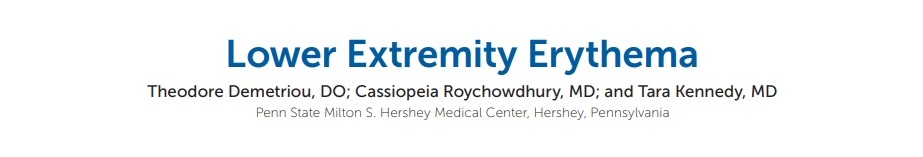 Lower Extremity Erythema
Theodore Demetriou, DO; Cassiopeia Roychowdhury, MD; and Tara Kennedy, MD
Penn State Milton S. Hershey Medical Center, Hershey, Pennsylvania